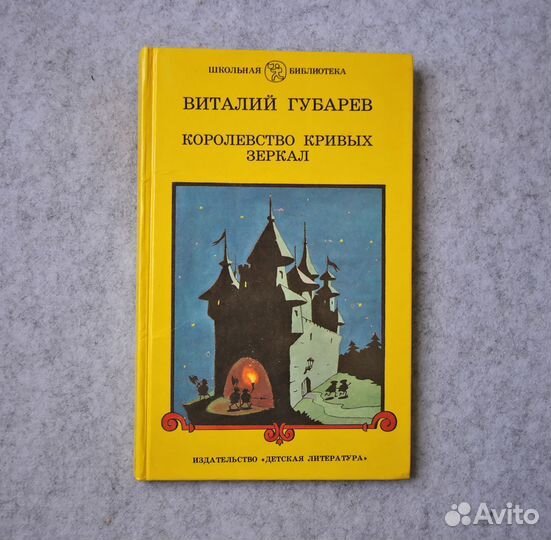 ШКОЛЬНАЯ БИБЛИОТЕКА
ВИТАЛИЙ ГУБАРЕВ
КОРОЛЕВСТВО КРИВЫХ
ЗЕРКАЛ
ИЗДАТЕЛЬСТВО «ДЕТСКАЯ ЛИТЕРАТУРА»
Avito